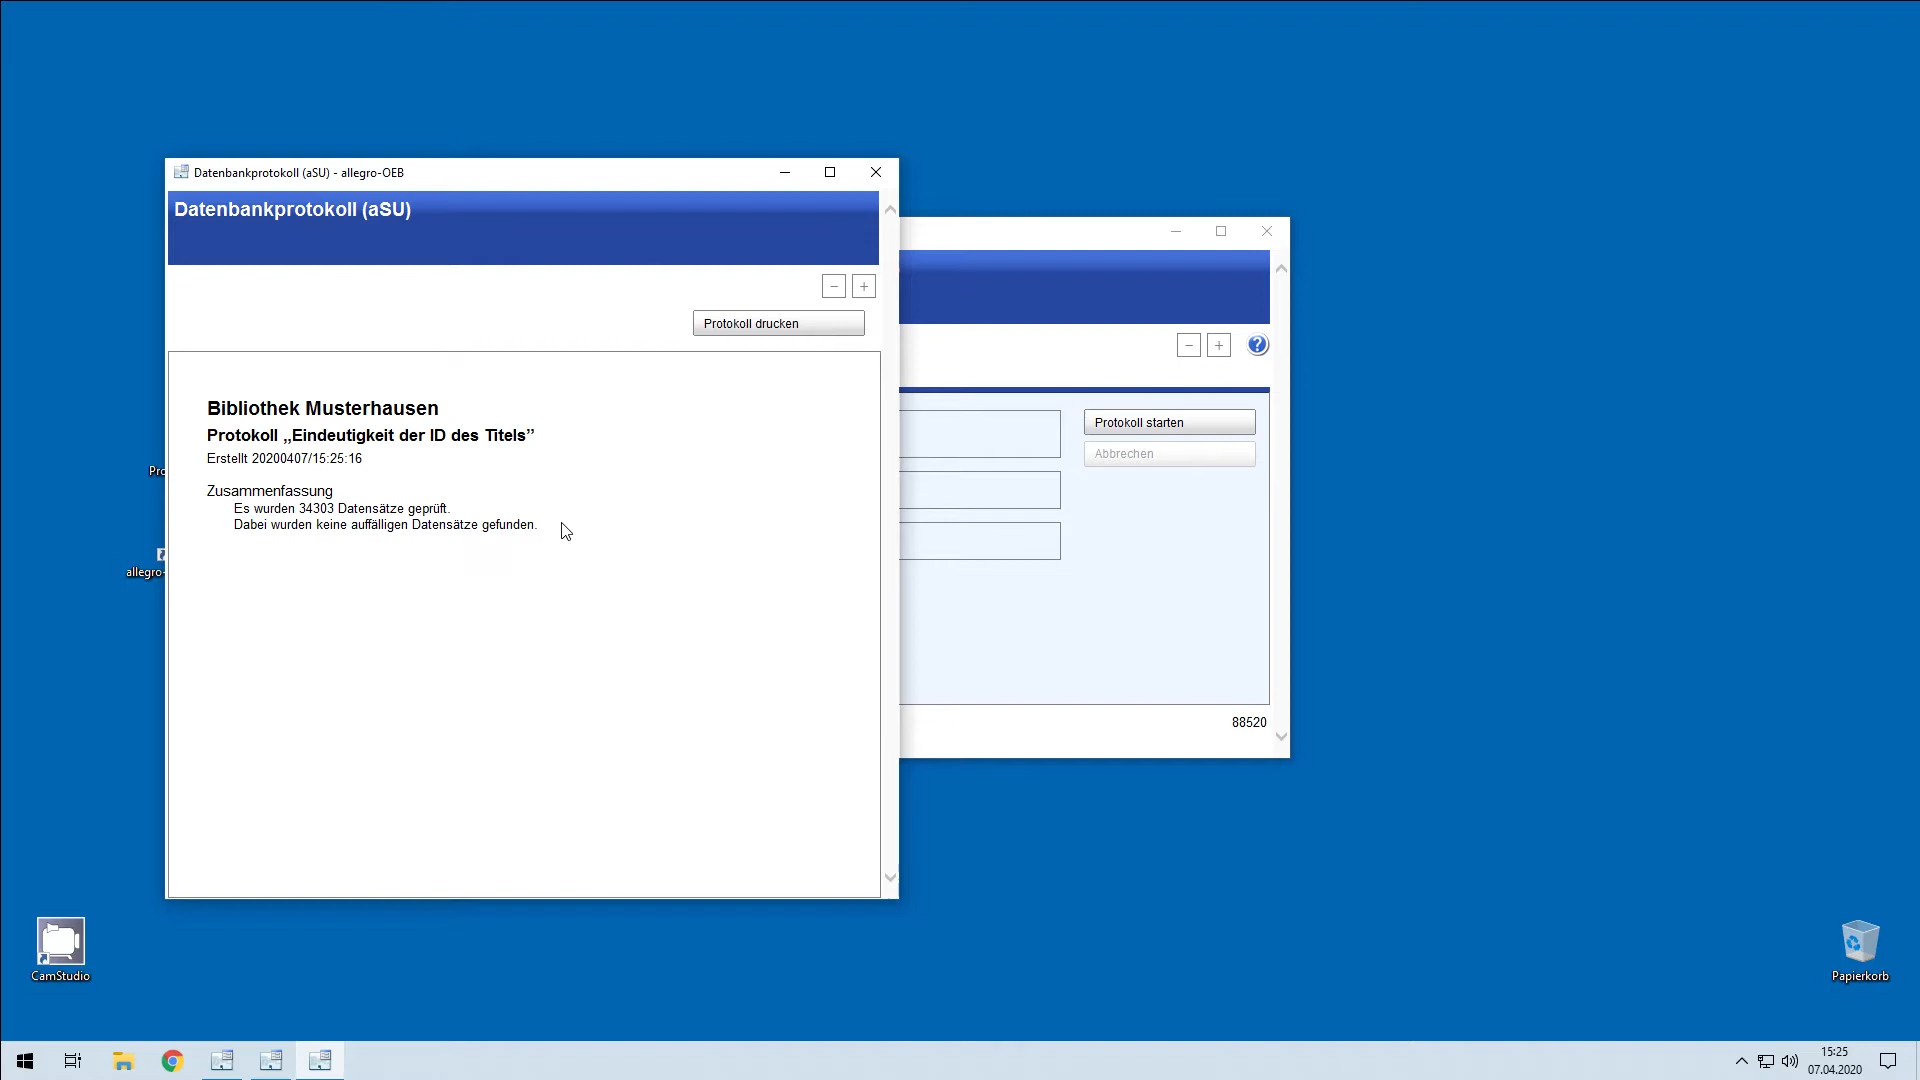 Datenbankprotokoll (aSU) - allegro-OEB
Datenbankprotokoll (aSU)
Protokoll drucken
Bibliothek Musterhausen
Protokoll „Eindeutigkeit der ID des Titels”
Erstellt 20200407/15:25:16
Zusammenfassung
Es wurden 34303 Datensätze geprüft.
Dabei wurden keine auffälligen Datensätze gefunden.
Protokoll starten
Abbrechen
88520
Pro
allegro-
CamStudio
Papierkorb
15:25
07.04.2020